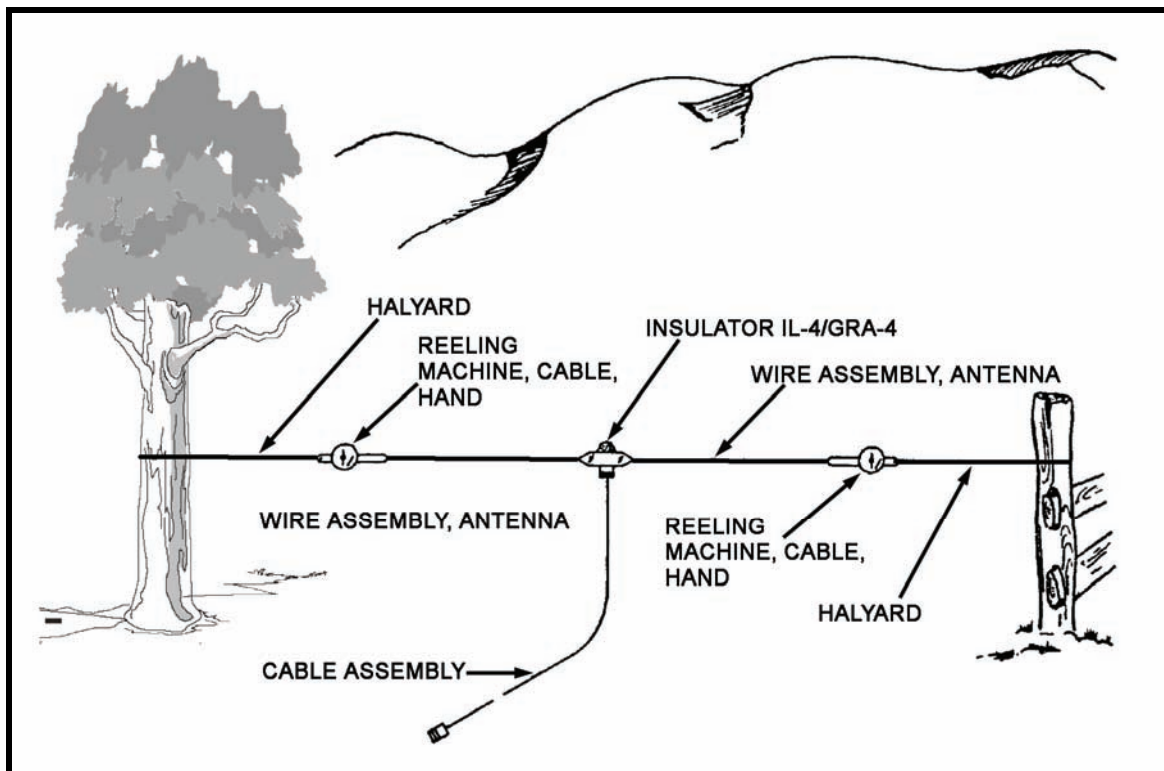 HALYARD
REELING
MACHINE, CABLE,
HAND
INSULATOR IL-4/GRA-4
WIRE ASSEMBLY, ANTENNA
WIRE ASSEMBLY, ANTENNA
REELING
MACHINE, CABLE,
HAND
HALYARD
CABLE ASSEMBLY